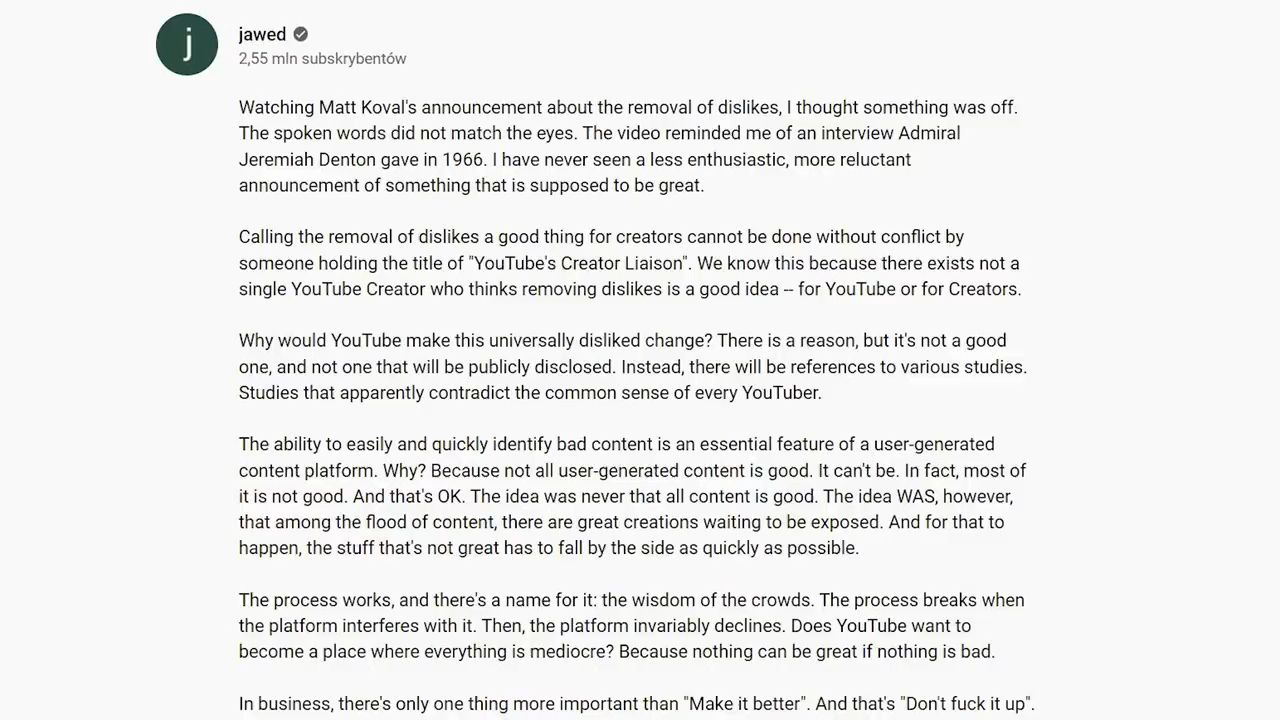 j
jawed
2,55 mln subskrybentów
Watching Matt Koval's announcement about the removal of dislikes, I thought something was off.
The spoken words did not match the eyes. The video reminded me of an interview Admiral
Jeremiah Denton gave in 1966. I have never seen a less enthusiastic, more reluctant
announcement of something that is supposed to be great.
Calling the removal of dislikes a good thing for creators cannot be done without conflict by
someone holding the title of "YouTube's Creator Liaison". We know this because there exists not a
single YouTube Creator who thinks removing dislikes is a good idea -- for YouTube or for Creators.
Why would YouTube make this universally disliked change? There is a reason, but it's not a good
one, and not one that will be publicly disclosed. Instead, there will be references to various studies.
Studies that apparently contradict the common sense of every YouTuber.
The ability to easily and quickly identify bad content is an essential feature of a user-generated
content platform. Why? Because not all user-generated content is good. It can't be. In fact, most of
it is not good. And that's OK. The idea was never that all content is good. The idea WAS, however,
that among the flood of content, there are great creations waiting to be exposed. And for that to
happen, the stuff that's not great has to fall by the side as quickly as possible.
The process works, and there's a name for it: the wisdom of the crowds. The process breaks when
the platform interferes with it. Then, the platform invariably declines. Does YouTube want to
become a place where everything is mediocre? Because nothing can be great if nothing is bad.
In business, there's only one thing more important than "Make it better". And that's "Don't fuck it up".